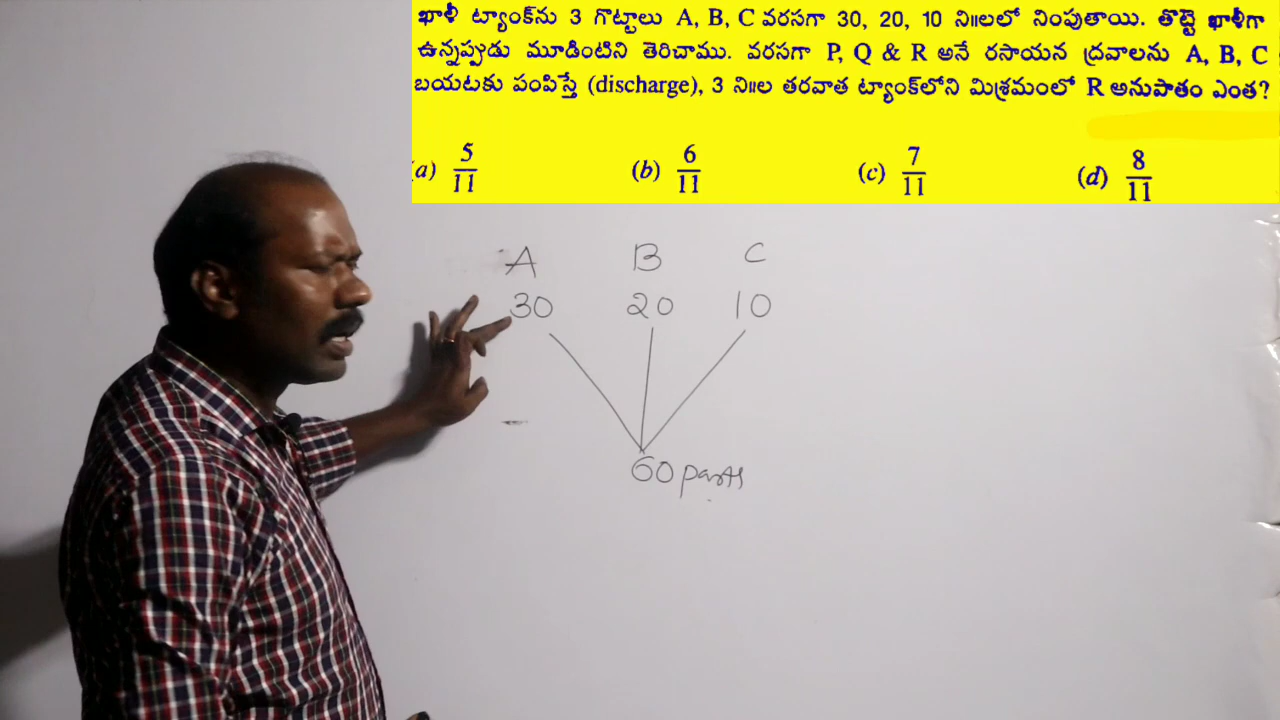 ఖాళీ ట్యాంక్‌ను 3 గొట్టాలు A, B, C వరసగా 30, 20, 10 ని॥లలో నింపుతాయి. తొట్టె ఖాళీగా
ఉన్నప్పుడు మూడింటిని తెరిచాము. వరసగా P, Q & R అనే రసాయన ద్రవాలను A, B, C
బయటకు పంపిస్తే (discharge), 3 ని॥ల తరవాత ట్యాంక్‌లోని మిశ్రమంలో R అనుపాతం ఎంత?
(a) 5/11 (b) 6/11 (c) 7/11 (d) 8/11
A B C
30 20 10
60 parts